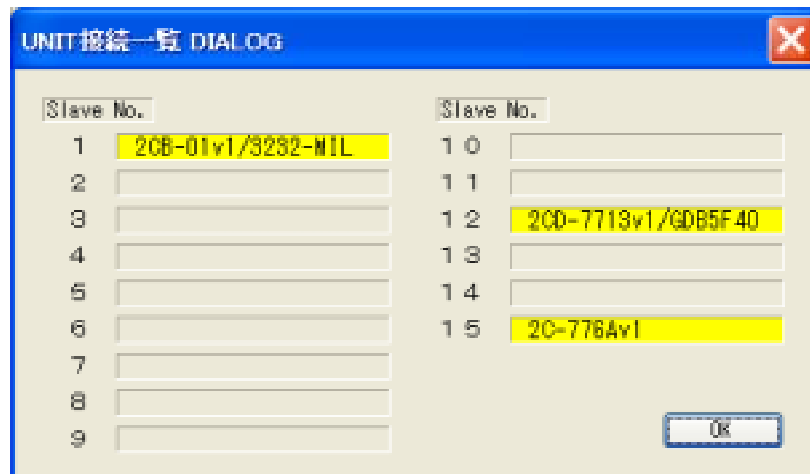 UNIT接続一覧 DIALOG
Slave No.
1 2CB-01v1/3232-MIL
2
3
4
5
6
7
8
9
Slave No.
10
11
12 2CD-7713v1/GDB5F40
13
14
15 2C-776Av1
OK